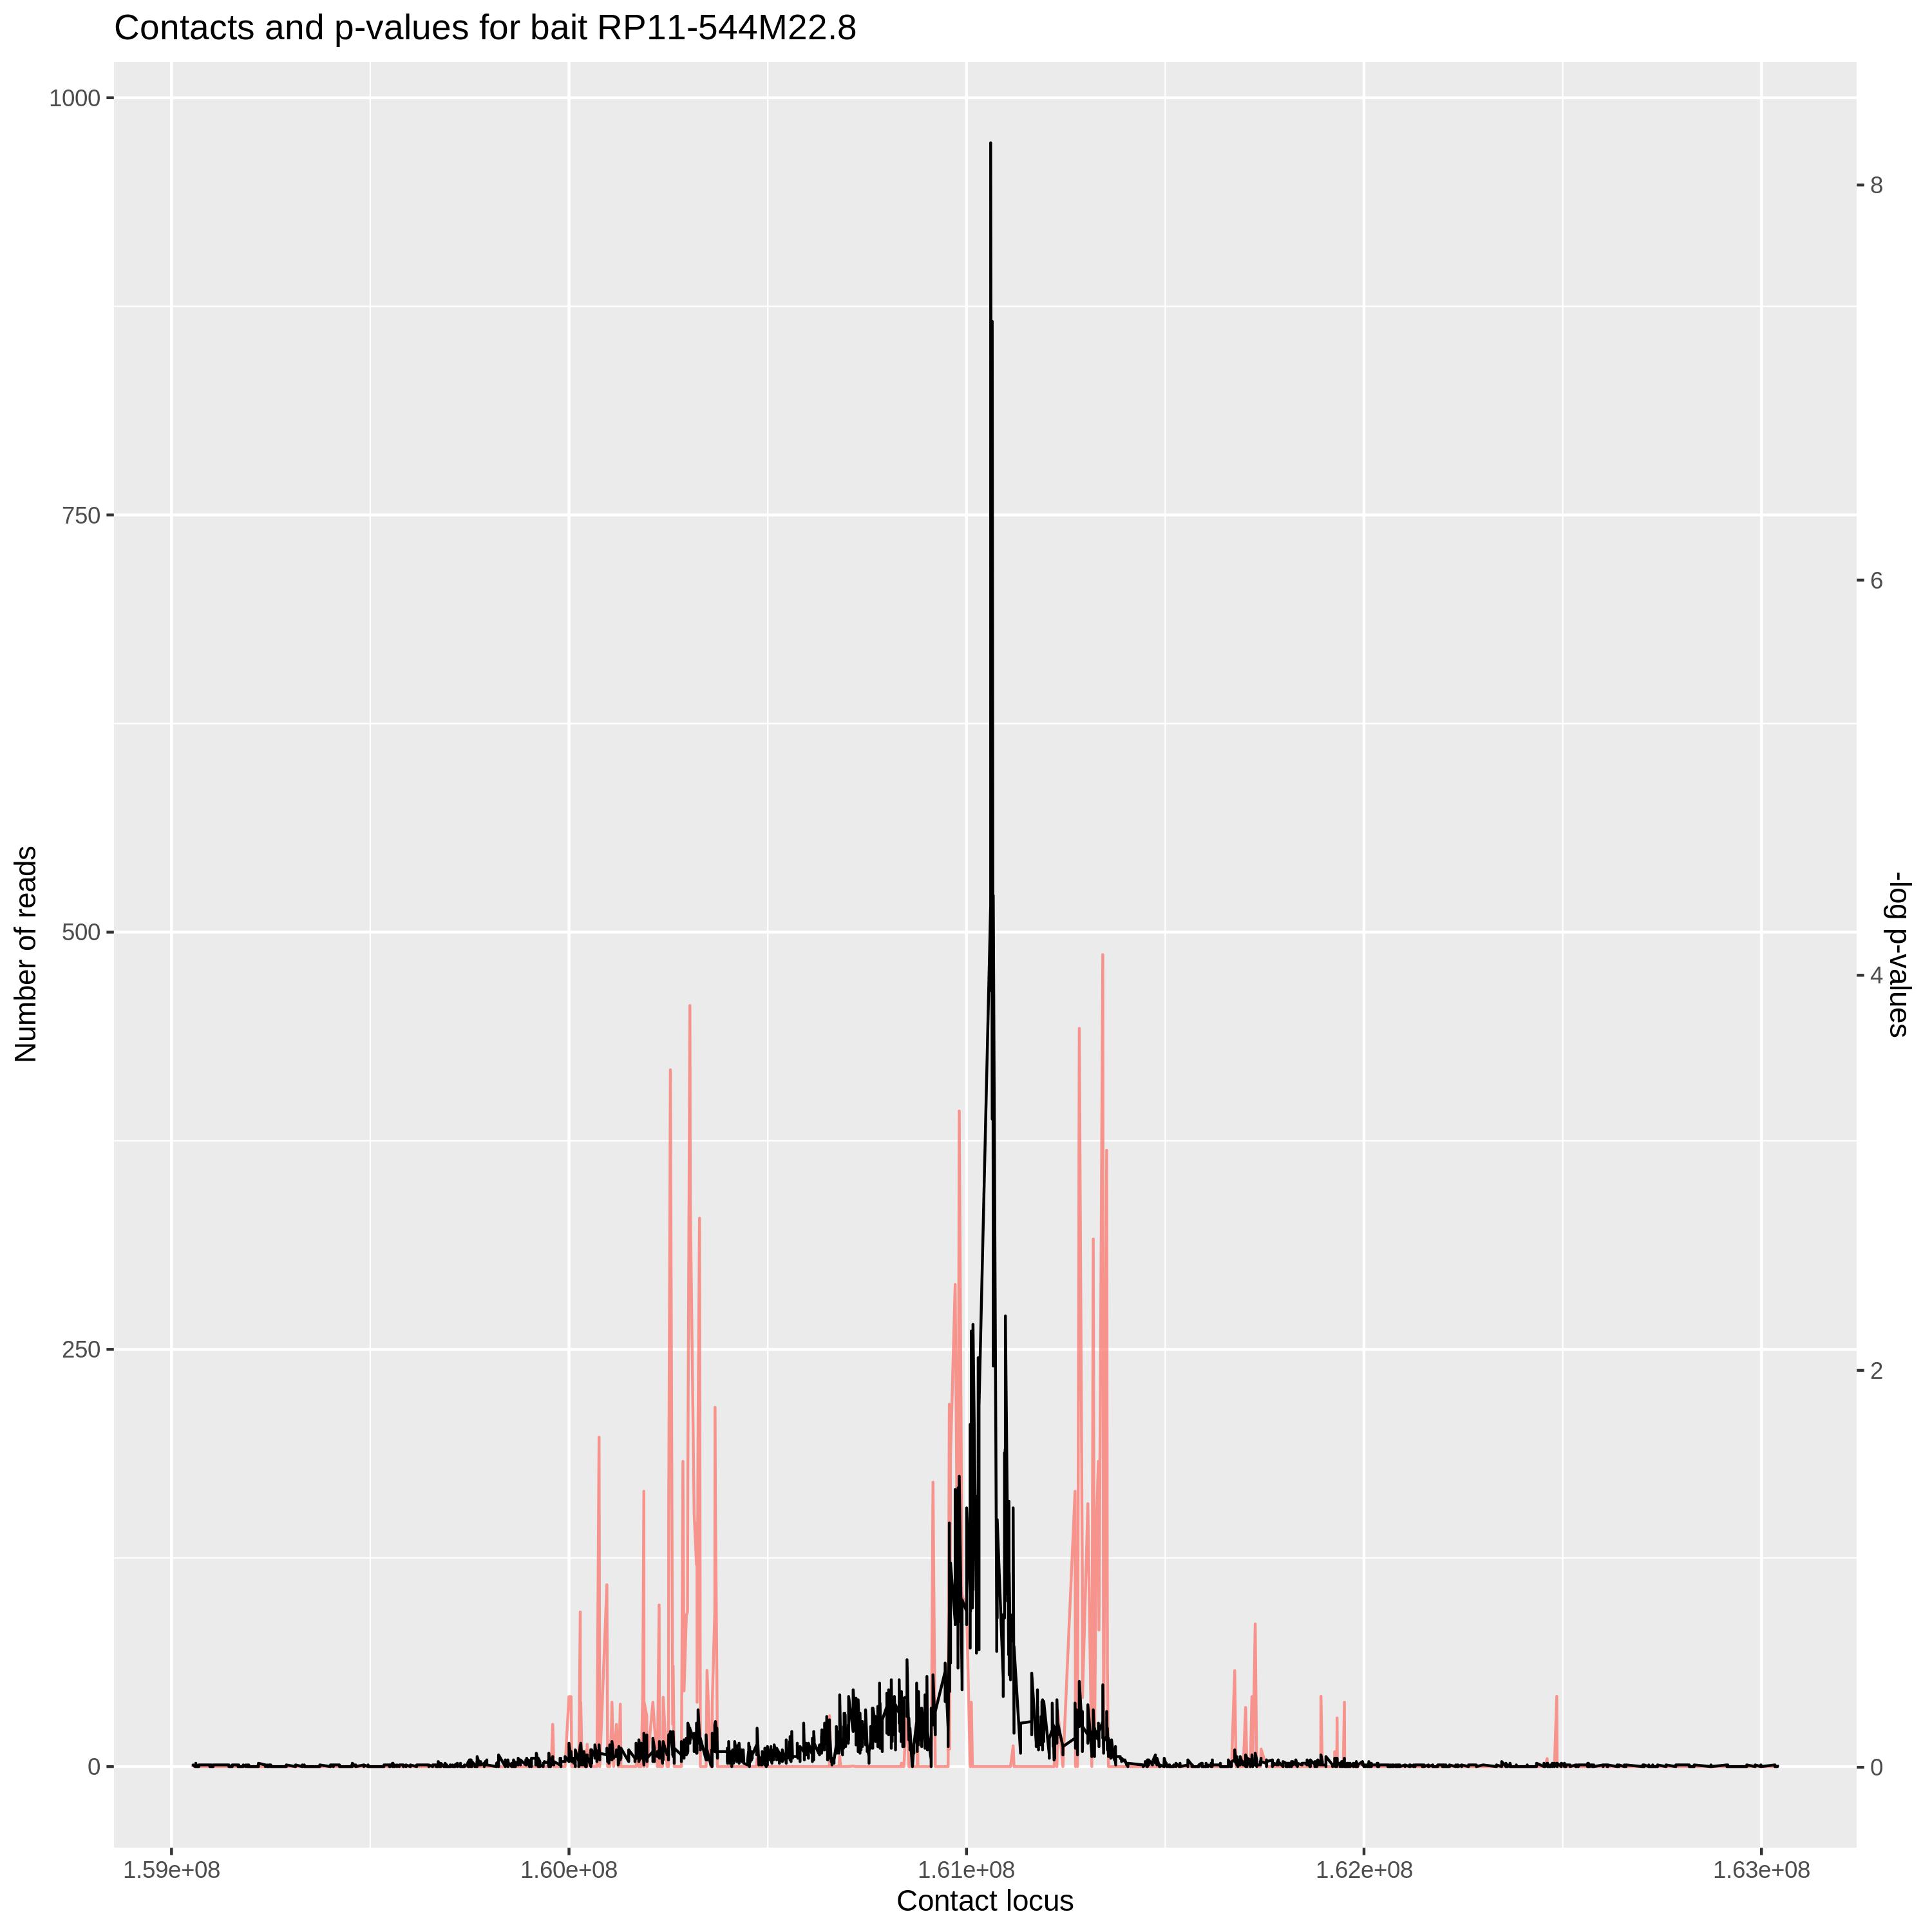 Contacts and p-values for bait RP11-544M22.8
1000
750
500
250
0
Number of reads
8
6
4
2
0
-log p-values
1.59e+08 1.60e+08 1.61e+08 1.62e+08 1.63e+08
Contact locus